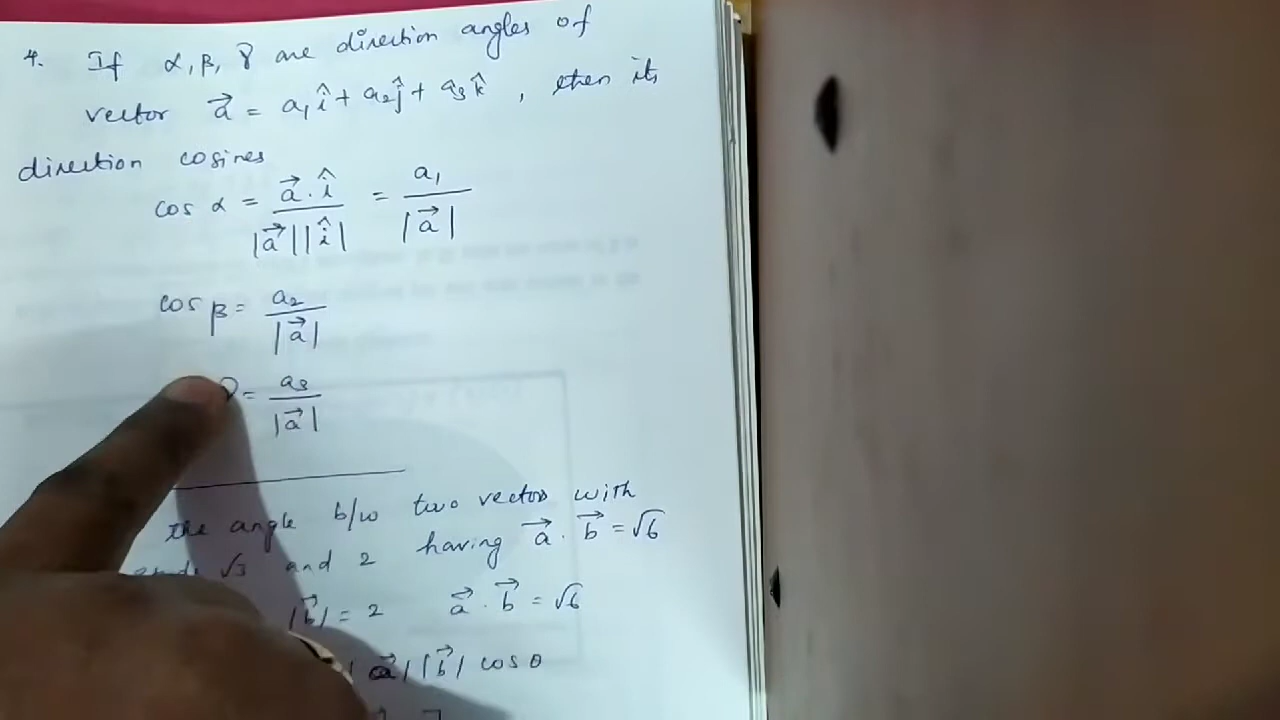 4. If α, β, γ are direction angles of
vector a⃗ = a₁î + a₂ĵ + a₃k̂ , then its
direction cosines
cos α = a⃗ . î / |a⃗||î| = a₁ / |a⃗|
cos β = a₂ / |a⃗|
= a₃ / |a⃗|
the angle b/w two vectors with
√3 and 2 having a⃗ . b⃗ = √6
|b⃗| = 2 a⃗ . b⃗ = √6
|a⃗||b⃗| cos θ